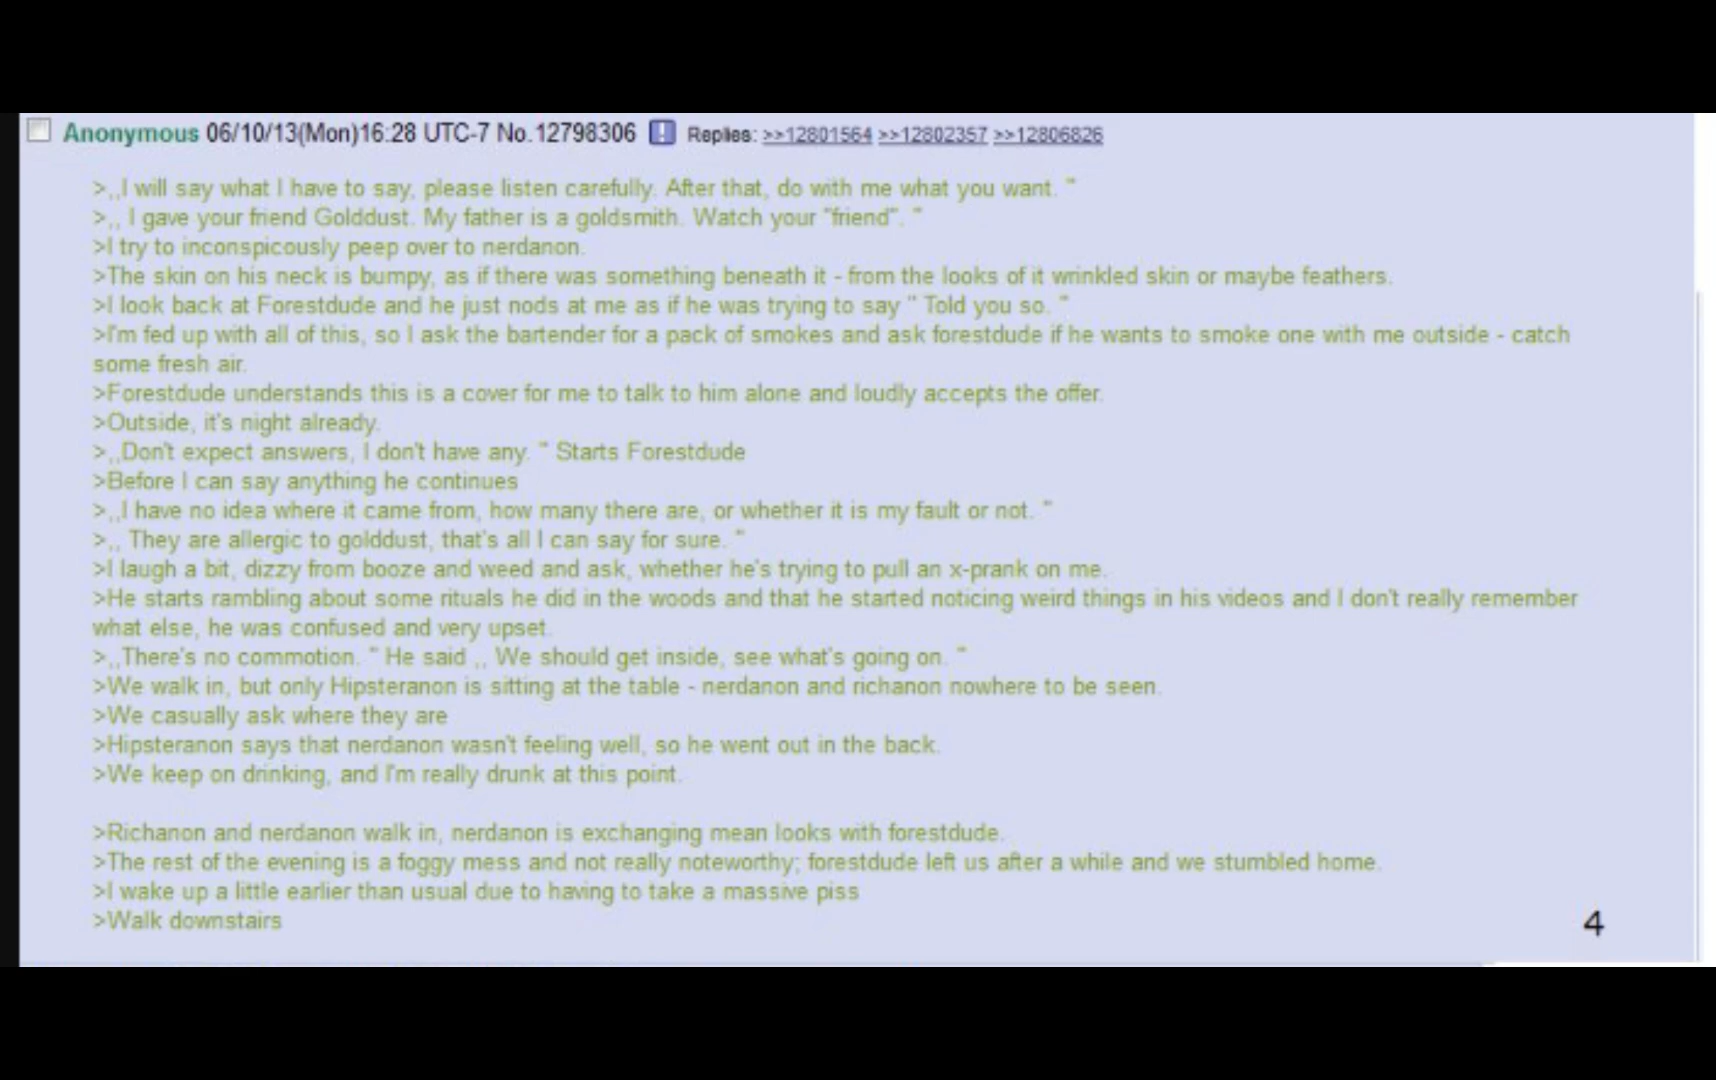 Anonymous 06/10/13(Mon)16:28 UTC-7 No.12798306 Replies: >>12801564 >>12802357 >>12806826
>,,I will say what I have to say, please listen carefully. After that, do with me what you want. "
>,, I gave your friend Golddust. My father is a goldsmith. Watch your "friend". "
>I try to inconspicously peep over to nerdanon.
>The skin on his neck is bumpy, as if there was something beneath it - from the looks of it wrinkled skin or maybe feathers.
>I look back at Forestdude and he just nods at me as if he was trying to say " Told you so. "
>I'm fed up with all of this, so I ask the bartender for a pack of smokes and ask forestdude if he wants to smoke one with me outside - catch
some fresh air.
>Forestdude understands this is a cover for me to talk to him alone and loudly accepts the offer.
>Outside, it's night already.
>,,Don't expect answers, I don't have any. " Starts Forestdude
>Before I can say anything he continues
>,,I have no idea where it came from, how many there are, or whether it is my fault or not. "
>,, They are allergic to golddust, that's all I can say for sure. "
>I laugh a bit, dizzy from booze and weed and ask, whether he's trying to pull an x-prank on me.
>He starts rambling about some rituals he did in the woods and that he started noticing weird things in his videos and I don't really remember
what else, he was confused and very upset.
>,,There's no commotion. " He said ,, We should get inside, see what's going on. "
>We walk in, but only Hipsteranon is sitting at the table - nerdanon and richanon nowhere to be seen.
>We casually ask where they are
>Hipsteranon says that nerdanon wasn't feeling well, so he went out in the back.
>We keep on drinking, and I'm really drunk at this point.
>Richanon and nerdanon walk in, nerdanon is exchanging mean looks with forestdude.
>The rest of the evening is a foggy mess and not really noteworthy; forestdude left us after a while and we stumbled home.
>I wake up a little earlier than usual due to having to take a massive piss
>Walk downstairs
4